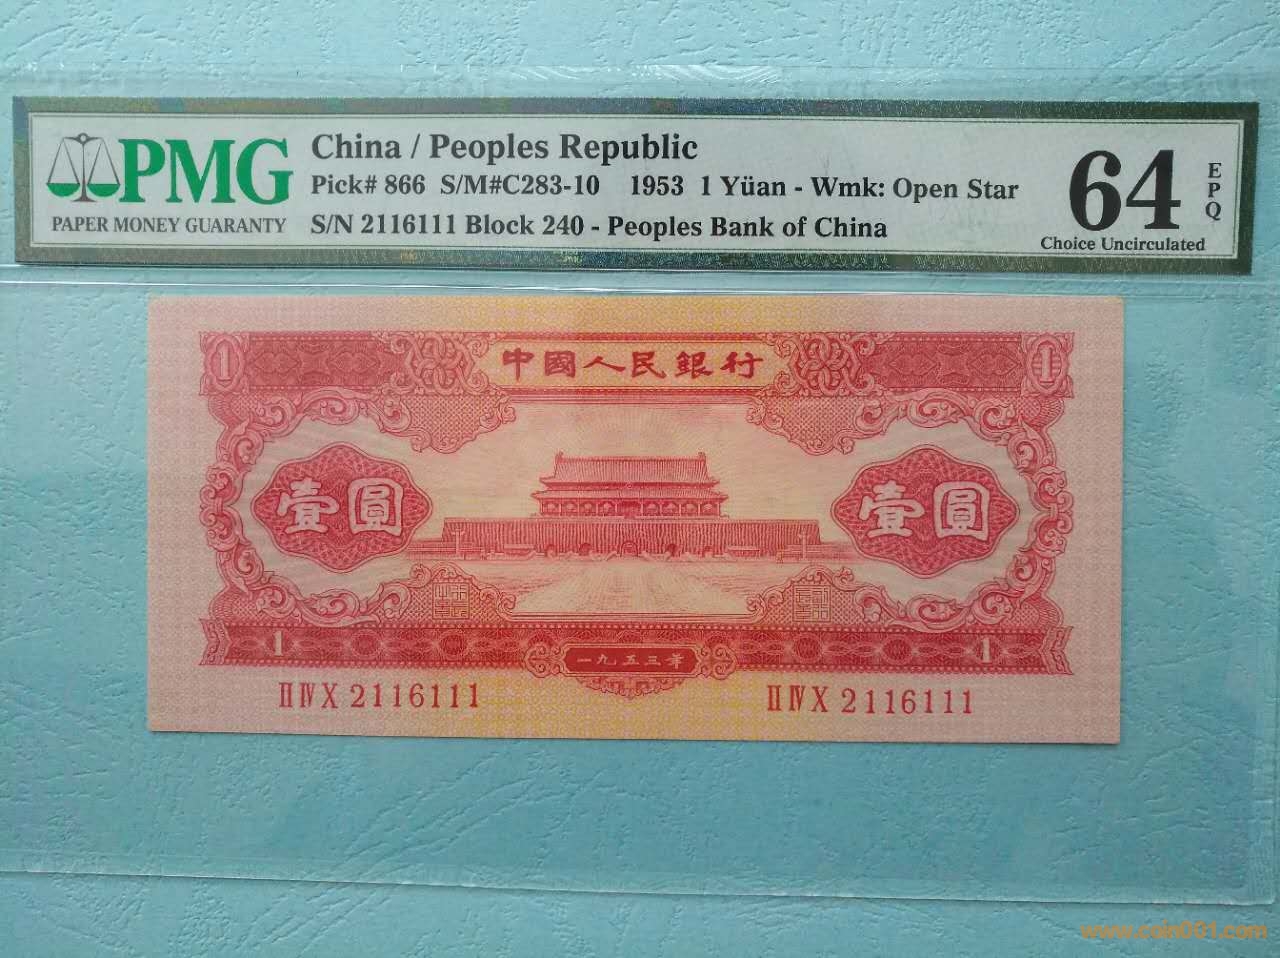 PMG
PAPER MONEY GUARANTY
China / Peoples Republic
Pick# 866 S/M#C283-10 1953 1 Yüan - Wmk: Open Star
S/N 2116111 Block 240 - Peoples Bank of China
64
EPQ
Choice Uncirculated
1
中國人民銀行
1
壹圓
壹圓
1
一九五三年
1
ⅡⅣX 2116111
ⅡⅣX 2116111
www.coin001.com